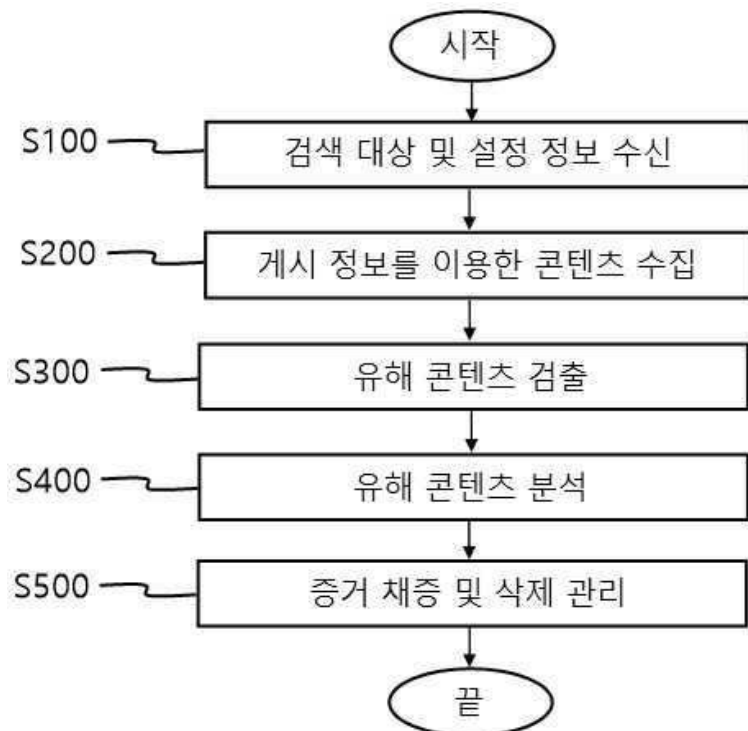 시작
S100 검색 대상 및 설정 정보 수신
S200 게시 정보를 이용한 콘텐츠 수집
S300 유해 콘텐츠 검출
S400 유해 콘텐츠 분석
S500 증거 채증 및 삭제 관리
끝